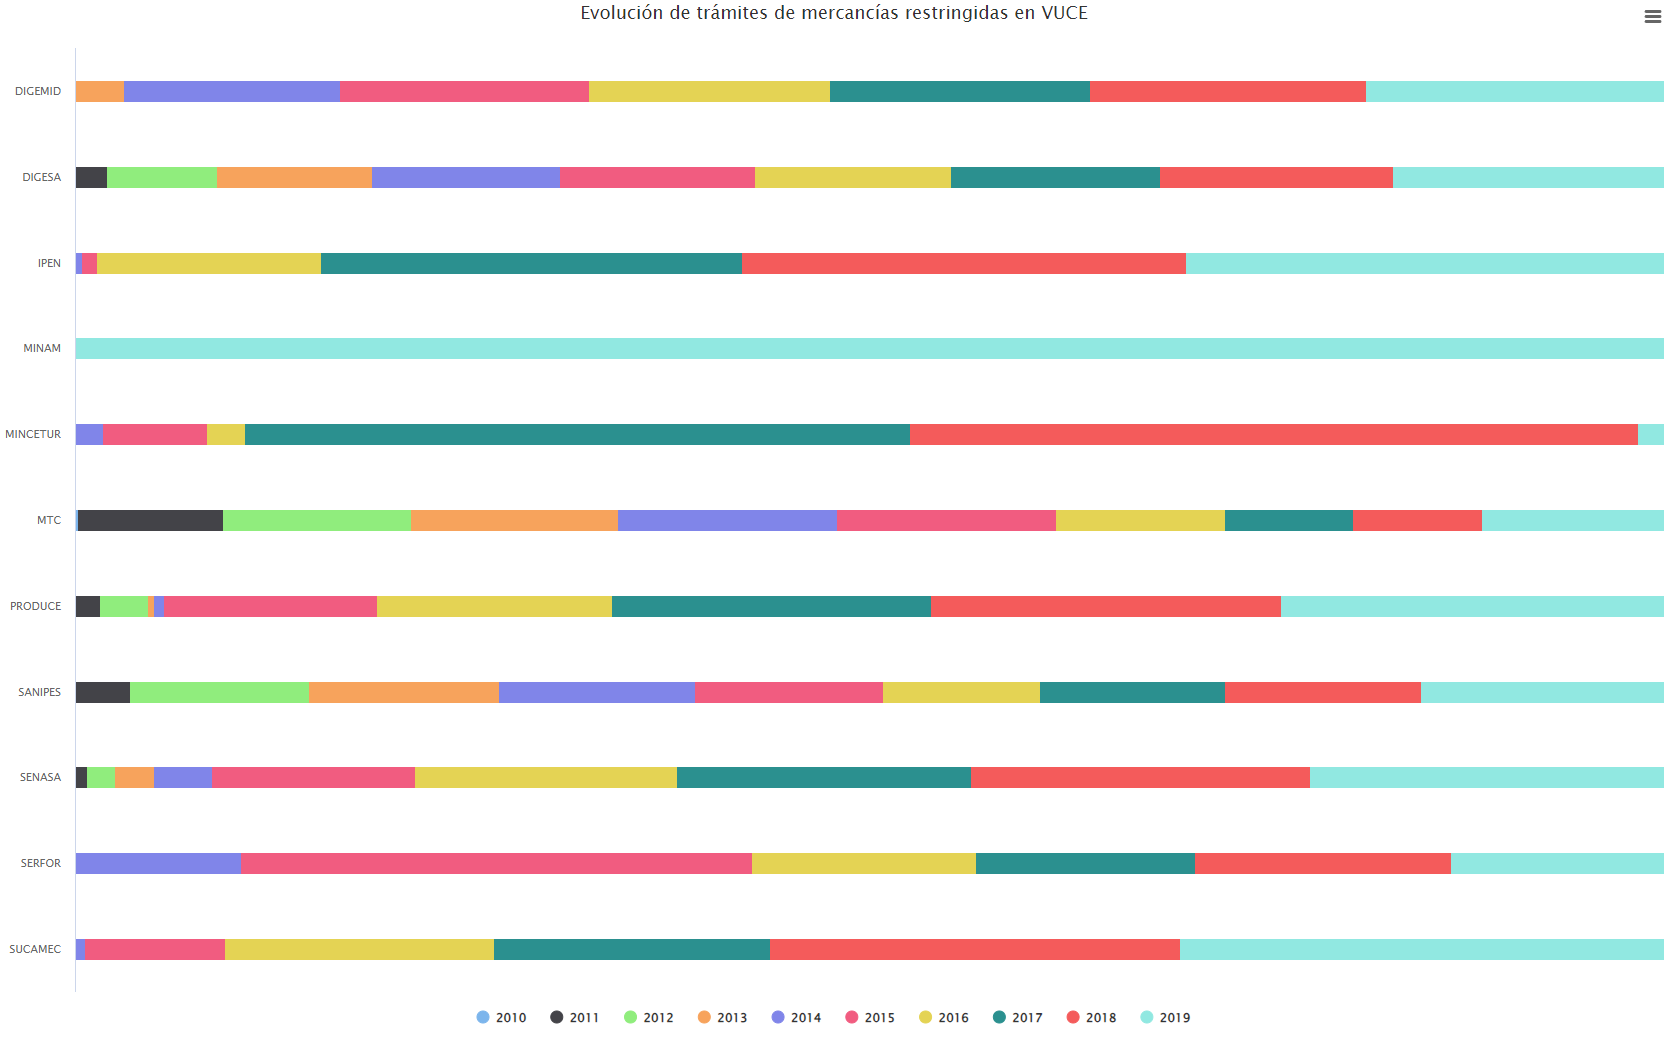 Evolución de trámites de mercancías restringidas en VUCE
DIGEMID
DIGESA
IPEN
MINAM
MINCETUR
MTC
PRODUCE
SANIPES
SENASA
SERFOR
SUCAMEC
2010 2011 2012 2013 2014 2015 2016 2017 2018 2019